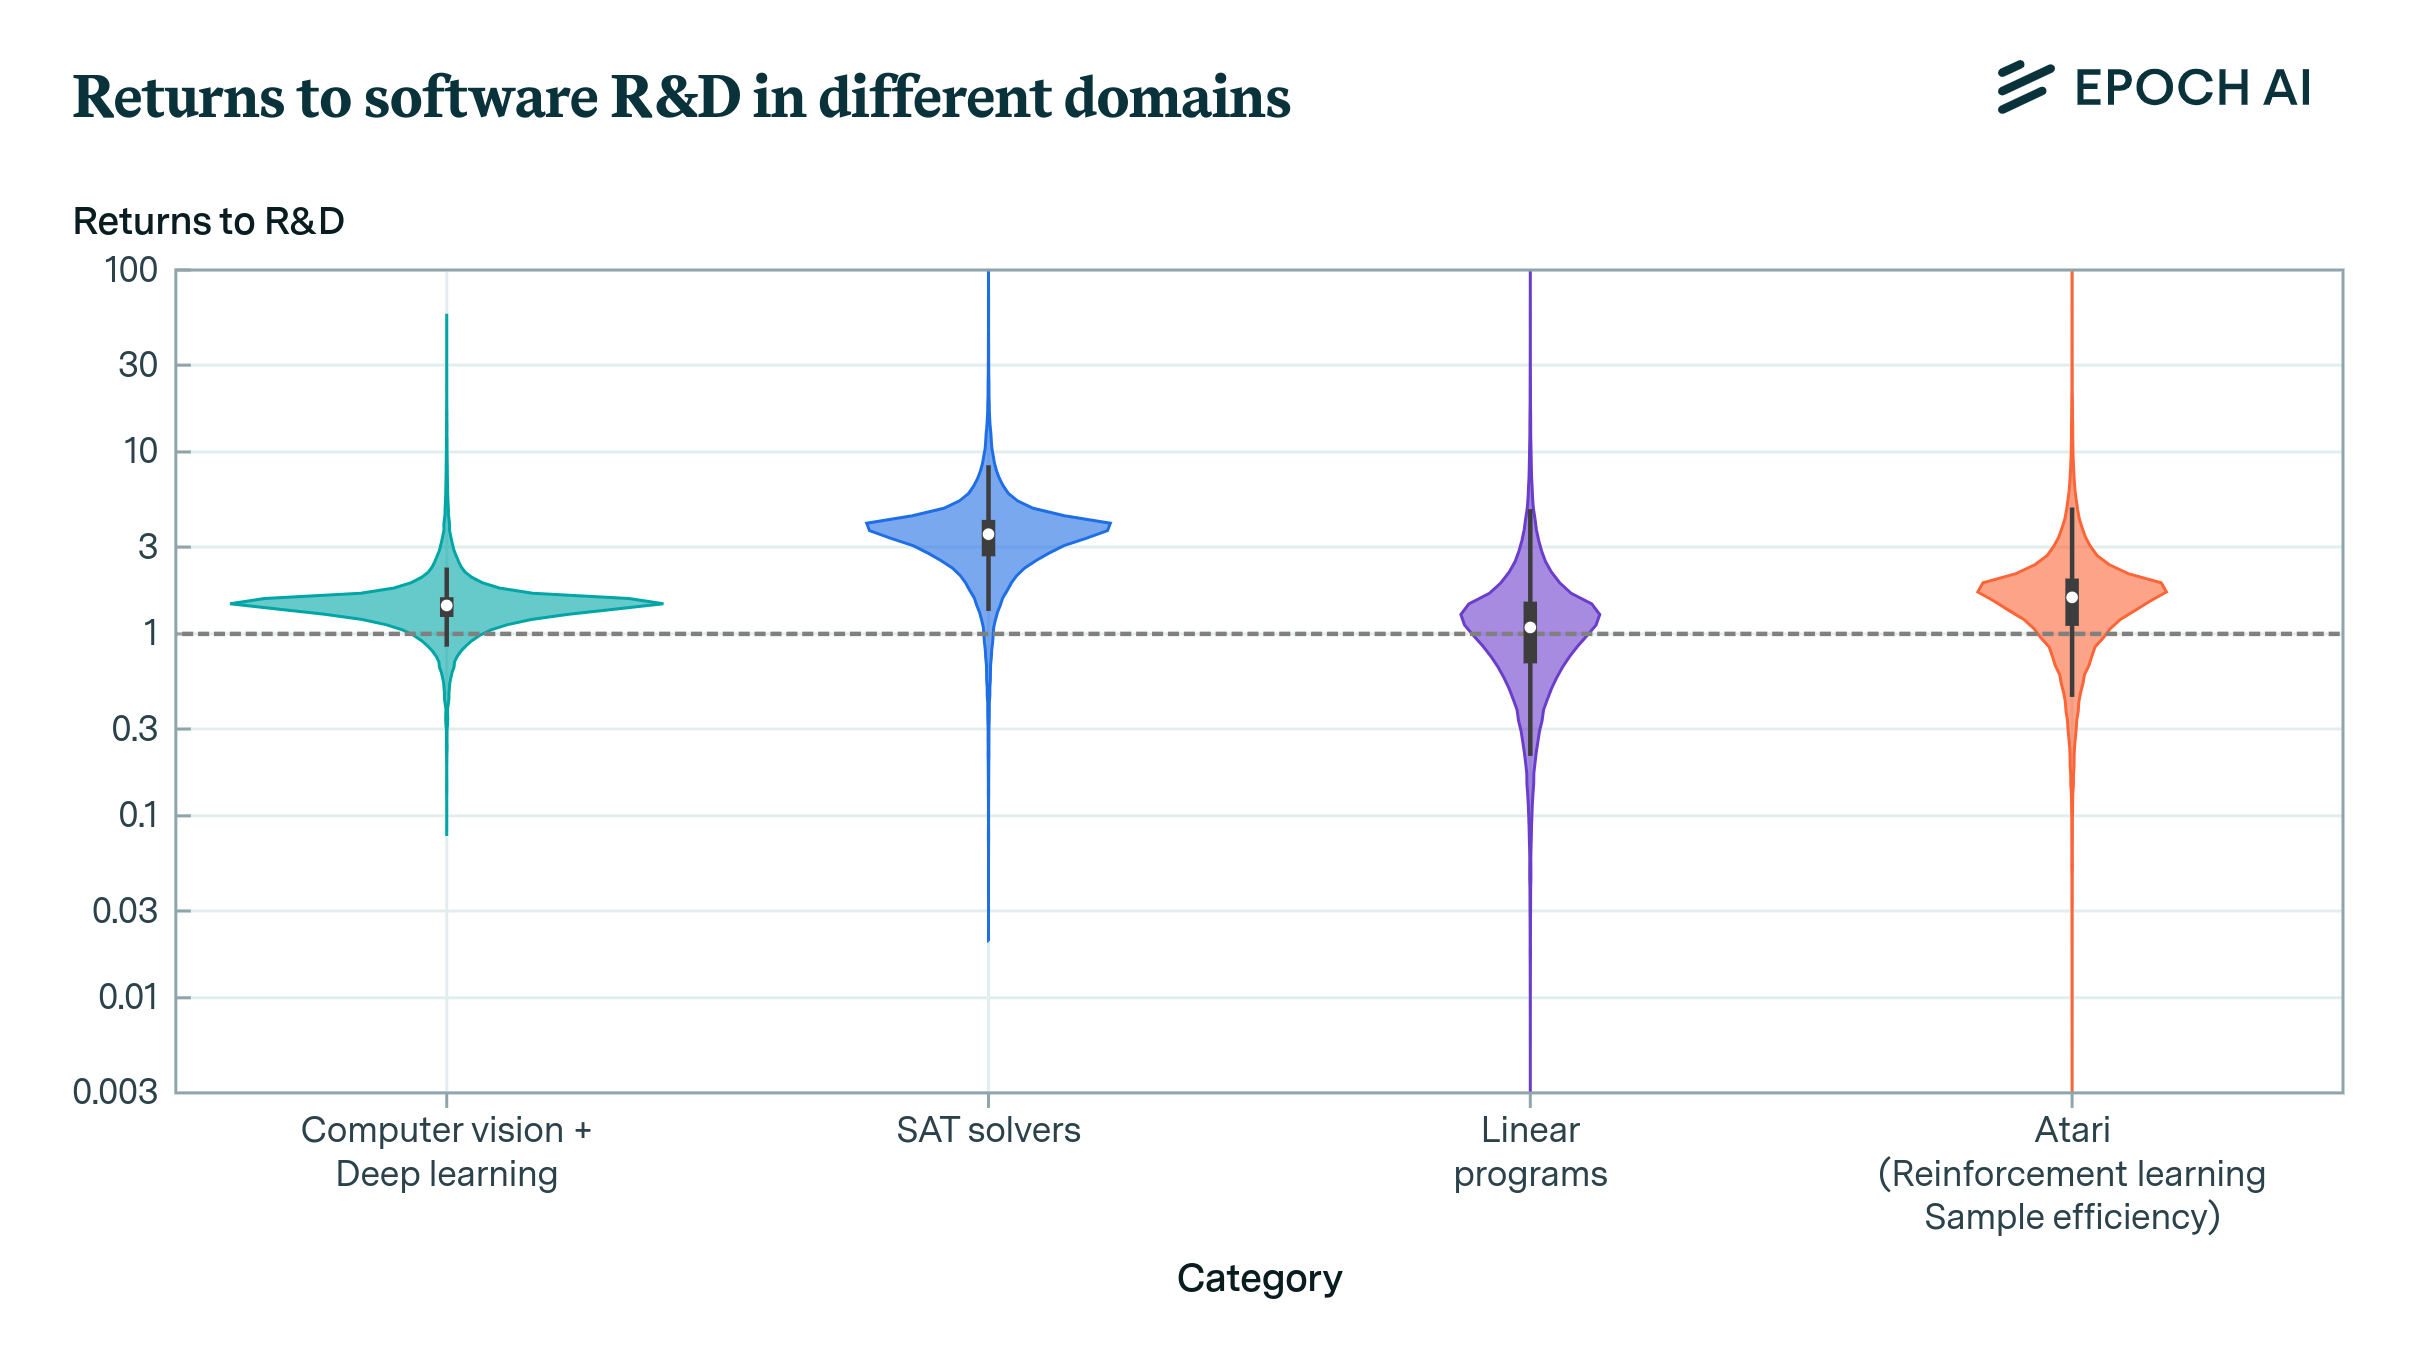 Returns to software R&D in different domains
EPOCH AI
Returns to R&D
100
30
10
3
1
0.3
0.1
0.03
0.01
0.003
Computer vision +
Deep learning
SAT solvers
Linear
programs
Atari
(Reinforcement learning
Sample efficiency)
Category